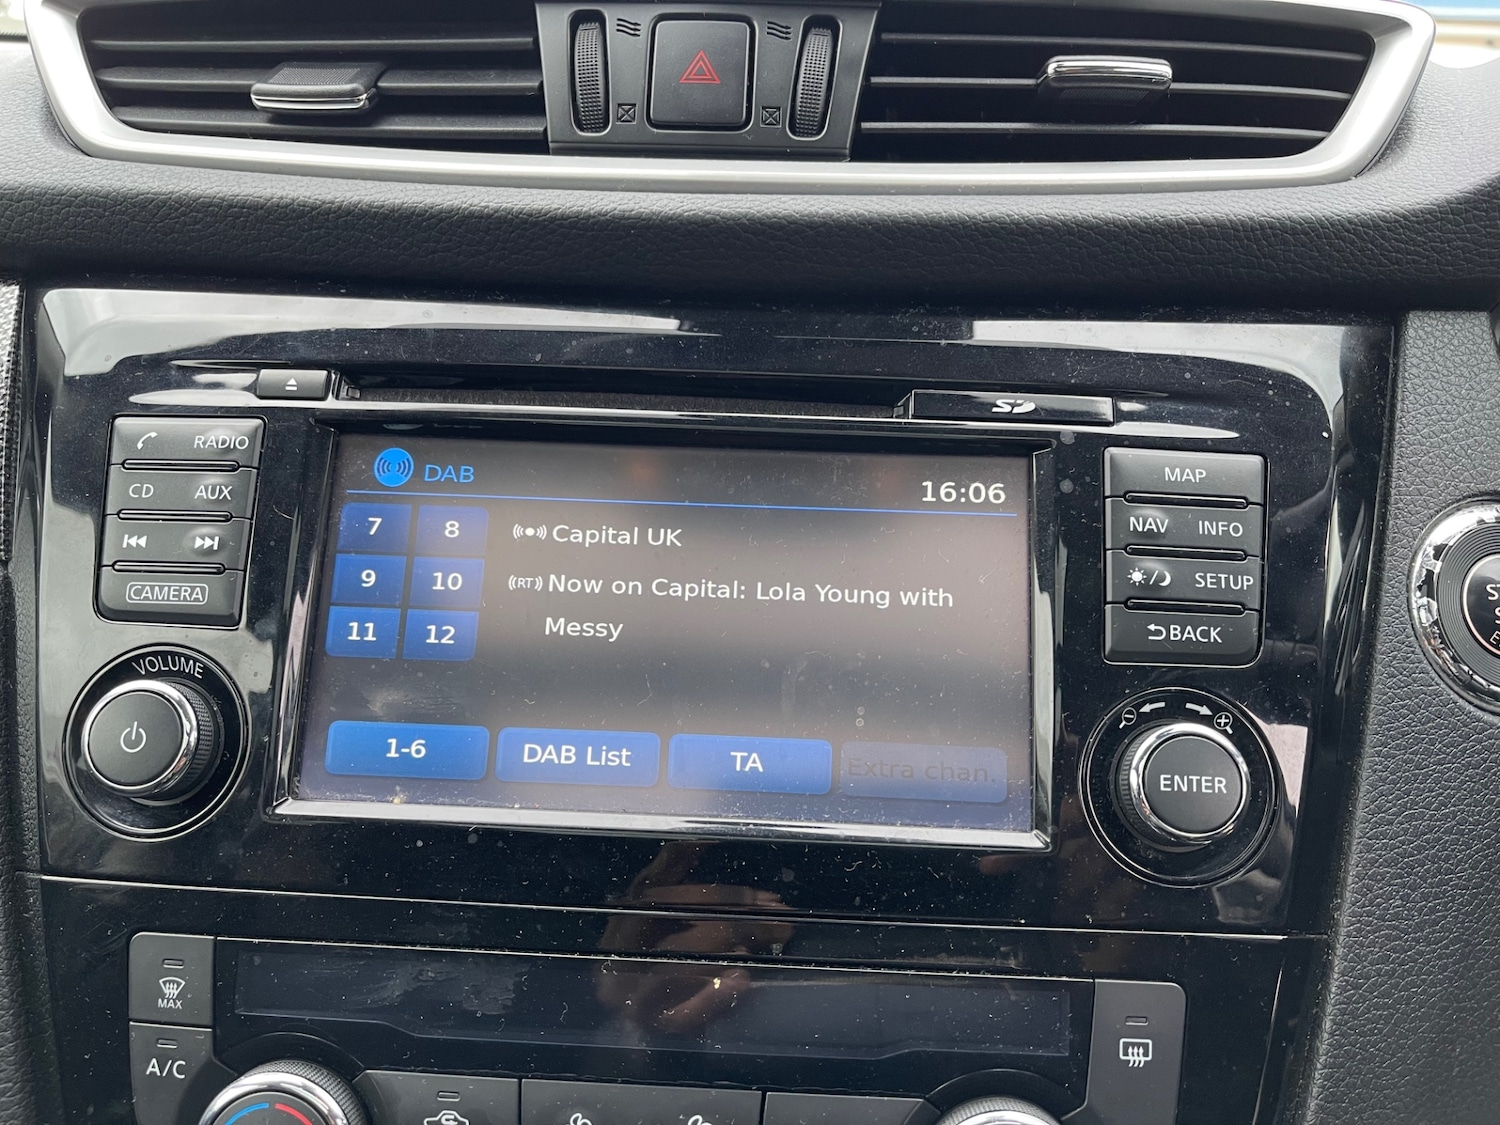 SD
RADIO
CD AUX
CAMERA
VOLUME
DAB
16:06
7 8
9 10
11 12
Capital UK
(RT) Now on Capital: Lola Young with
Messy
1-6
DAB List
TA
Extra chan.
MAP
NAV INFO
SETUP
BACK
ENTER
MAX
A/C